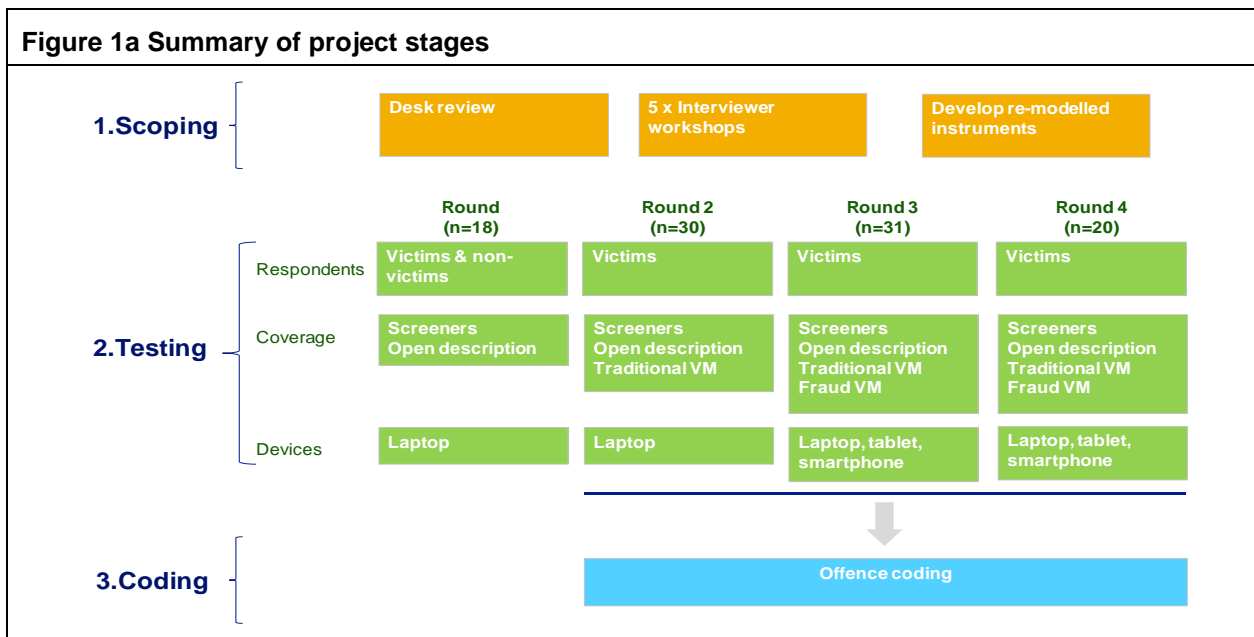 Figure 1a Summary of project stages
1.Scoping
Desk review
5 x Interviewer
workshops
Develop re-modelled
instruments
Round
(n=18)
Round 2
(n=30)
Round 3
(n=31)
Round 4
(n=20)
2.Testing
Respondents
Victims & non-
victims
Victims
Victims
Victims
Coverage
Screeners
Open description
Screeners
Open description
Traditional VM
Screeners
Open description
Traditional VM
Fraud VM
Screeners
Open description
Traditional VM
Fraud VM
Devices
Laptop
Laptop
Laptop, tablet,
smartphone
Laptop, tablet,
smartphone
3.Coding
Offence coding